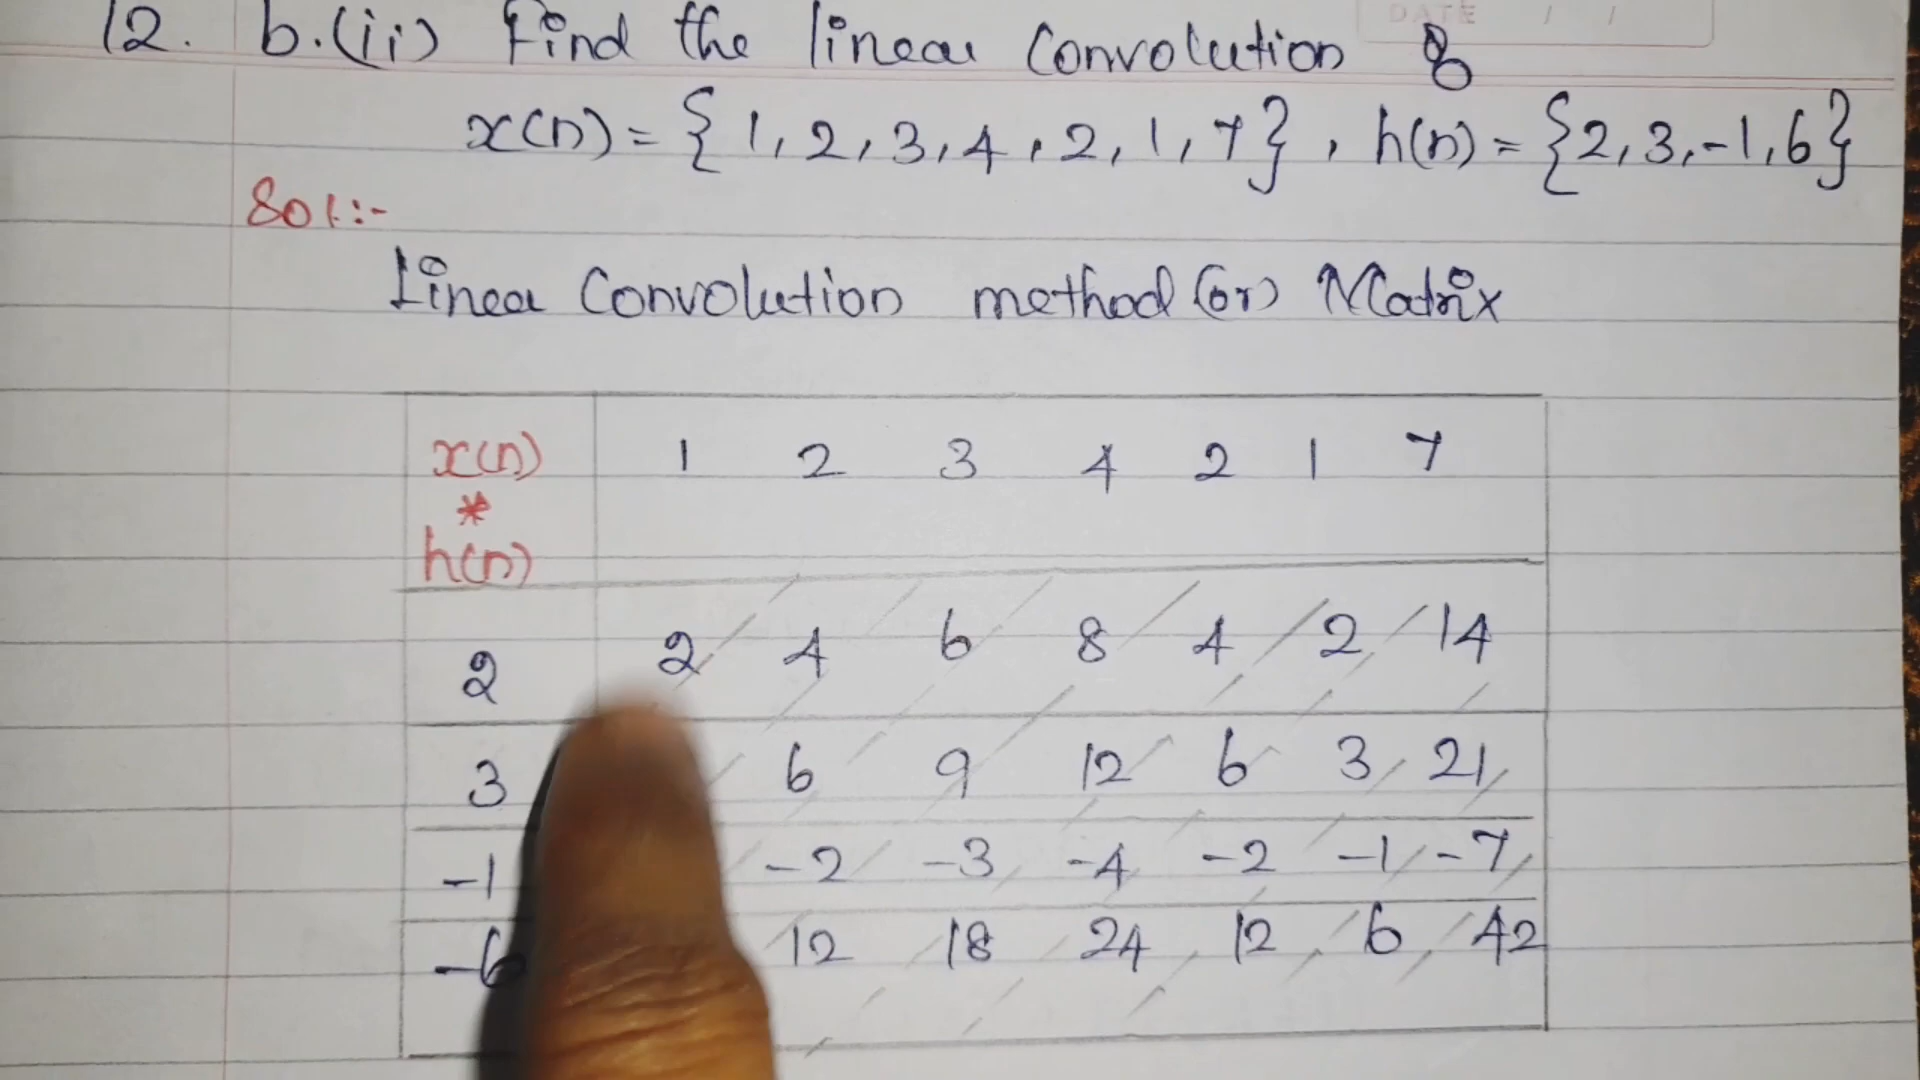 DATE / /
12. b.(ii) Find the linear Convolution of
x(n) = { 1, 2, 3, 4, 2, 1, 7 } , h(n) = { 2, 3, -1, 6 }
Sol:-
Linear Convolution method (or) Matrix
x(n) * h(n) 1 2 3 4 2 1 7
2 2 4 6 8 4 2 14
3 6 9 12 6 3 21
-1 -2 -3 -4 -2 -1 -7
-6 12 18 24 12 6 42